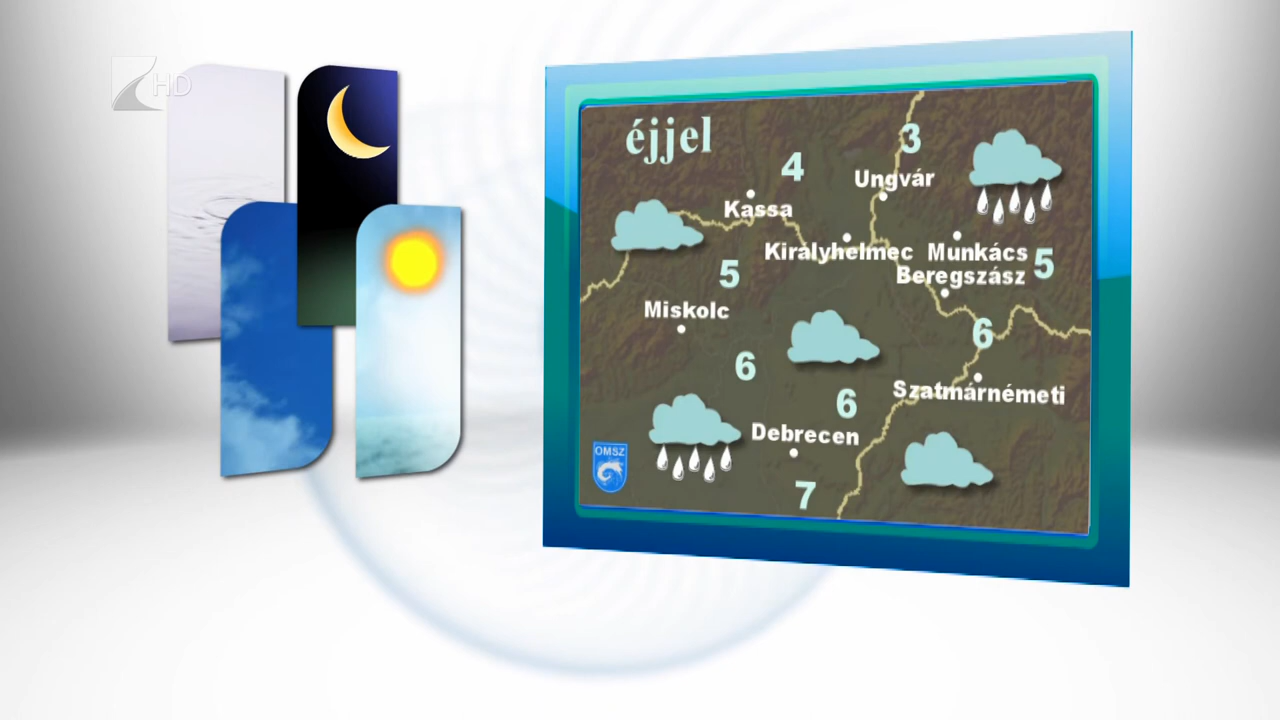 HD
éjjel
3
4
Ungvár
Kassa
Királyhelmec
Munkács
5
Beregszász
5
Miskolc
6
6
Szatmárnémeti
6
Debrecen
OMSZ
7